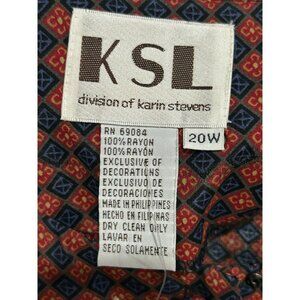 KSL
division of karin stevens
20W
RN 69084
100% RAYON
100% RAYON
EXCLUSIVE OF
DECORATIONS
EXCLUSIVO DE
DECORACIONES
MADE IN PHILIPPINES
HECHO EN FILIPINAS
DRY CLEAN ONLY
LAVAR EN
SECO SOLAMENTE